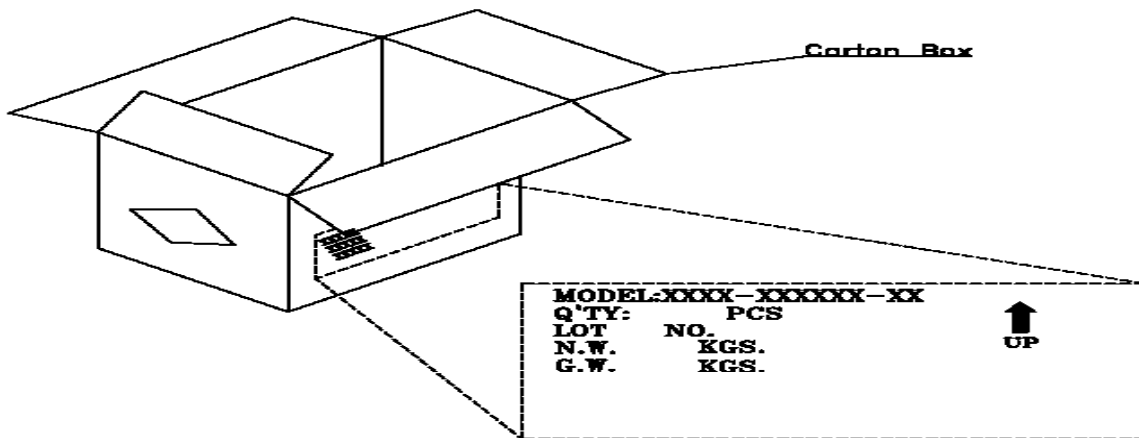 Carton Box
MODEL:XXXX-XXXXXX-XX
Q'TY: PCS
LOT NO.
N.W. KGS.
G.W. KGS.
UP